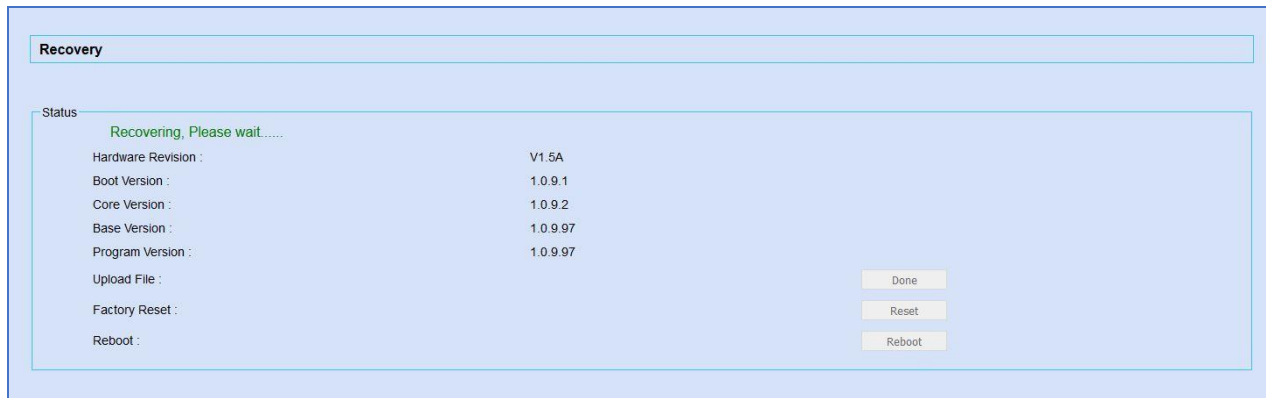 Recovery
Status
Recovering, Please wait......
Hardware Revision : V1.5A
Boot Version : 1.0.9.1
Core Version : 1.0.9.2
Base Version : 1.0.9.97
Program Version : 1.0.9.97
Upload File : Done
Factory Reset : Reset
Reboot : Reboot